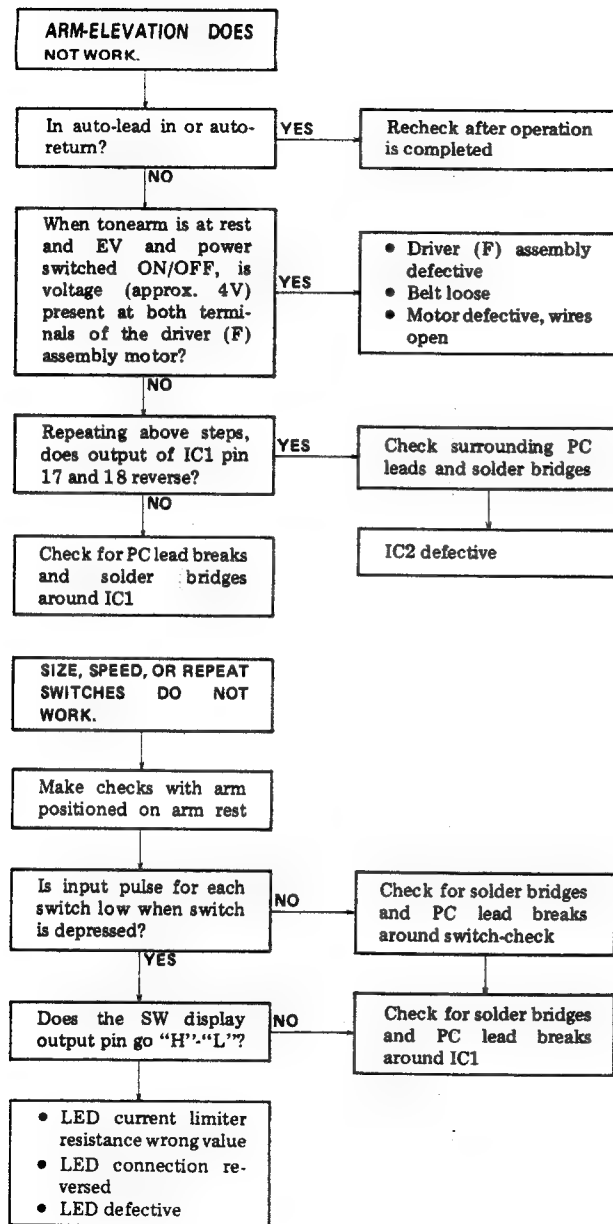 ARM-ELEVATION DOES
NOT WORK.
In auto-lead in or auto-
return?
YES
Recheck after operation
is completed
NO
When tonearm is at rest
and EV and power
switched ON/OFF, is
voltage (approx. 4V)
present at both termi-
nals of the driver (F)
assembly motor?
YES
• Driver (F) assembly
defective
• Belt loose
• Motor defective, wires
open
NO
Repeating above steps,
does output of IC1 pin
17 and 18 reverse?
YES
Check surrounding PC
leads and solder bridges
NO
IC2 defective
Check for PC lead breaks
and solder bridges
around IC1
SIZE, SPEED, OR REPEAT
SWITCHES DO NOT
WORK.
Make checks with arm
positioned on arm rest
Is input pulse for each
switch low when switch
is depressed?
NO
Check for solder bridges
and PC lead breaks
around switch-check
YES
Does the SW display
output pin go "H"-"L"?
NO
Check for solder bridges
and PC lead breaks
around IC1
• LED current limiter
resistance wrong value
• LED connection re-
versed
• LED defective